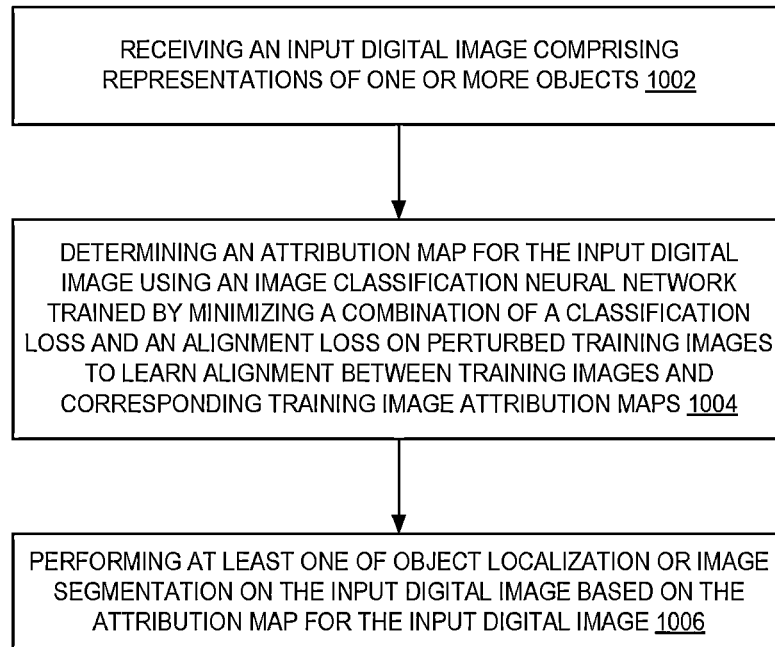 RECEIVING AN INPUT DIGITAL IMAGE COMPRISING
REPRESENTATIONS OF ONE OR MORE OBJECTS 1002
DETERMINING AN ATTRIBUTION MAP FOR THE INPUT DIGITAL
IMAGE USING AN IMAGE CLASSIFICATION NEURAL NETWORK
TRAINED BY MINIMIZING A COMBINATION OF A CLASSIFICATION
LOSS AND AN ALIGNMENT LOSS ON PERTURBED TRAINING IMAGES
TO LEARN ALIGNMENT BETWEEN TRAINING IMAGES AND
CORRESPONDING TRAINING IMAGE ATTRIBUTION MAPS 1004
PERFORMING AT LEAST ONE OF OBJECT LOCALIZATION OR IMAGE
SEGMENTATION ON THE INPUT DIGITAL IMAGE BASED ON THE
ATTRIBUTION MAP FOR THE INPUT DIGITAL IMAGE 1006